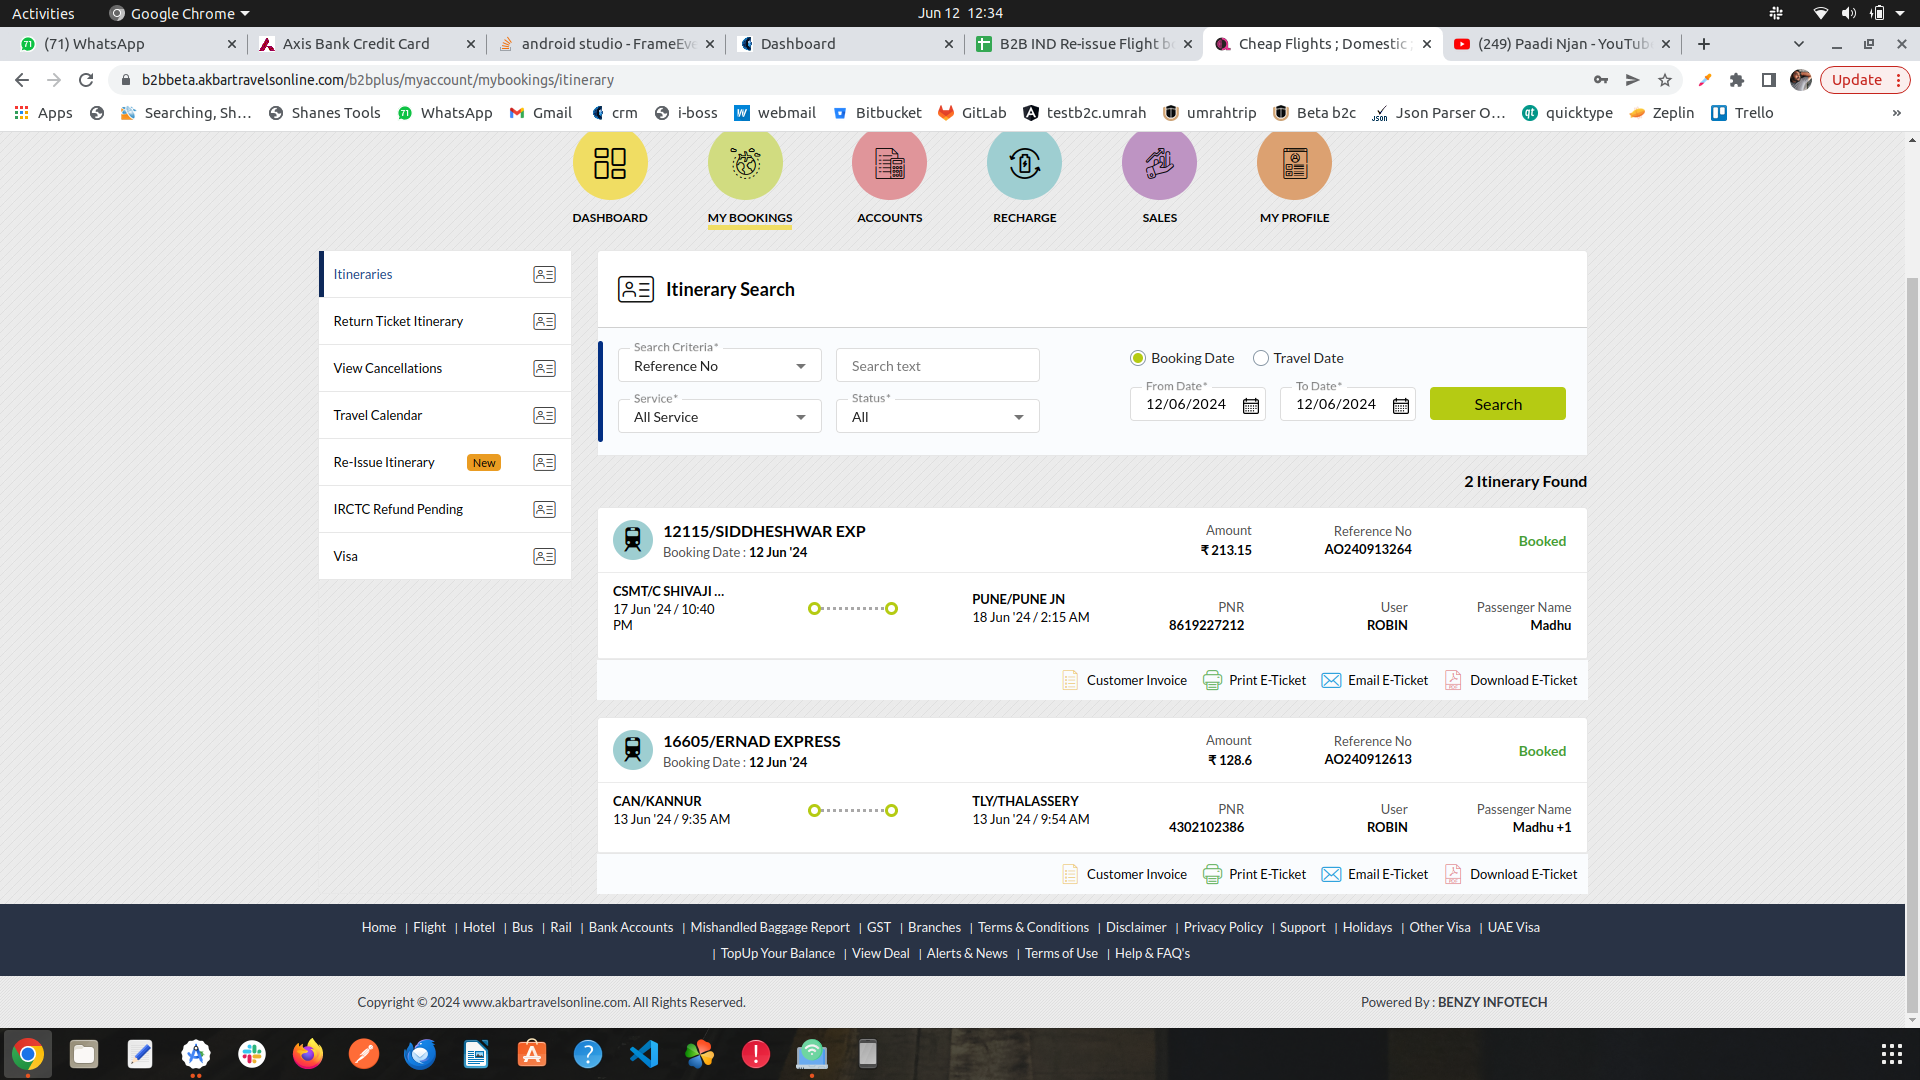 Activities
Google Chrome
Jun 12 12:34
(71) WhatsApp
Axis Bank Credit Card
android studio - FrameEve
Dashboard
B2B IND Re-issue Flight b
Cheap Flights ; Domestic
(249) Paadi Njan - YouTub
b2bbeta.akbartravelsonline.com/b2bplus/myaccount/mybookings/itinerary
Update
Apps
Searching, Sh...
Shanes Tools
WhatsApp
Gmail
crm
i-boss
webmail
Bitbucket
GitLab
testb2c.umrah
umrahtrip
Beta b2c
Json Parser O...
quicktype
Zeplin
Trello
»
DASHBOARD
MY BOOKINGS
ACCOUNTS
RECHARGE
SALES
MY PROFILE
Itineraries
Return Ticket Itinerary
View Cancellations
Travel Calendar
Re-Issue Itinerary
New
IRCTC Refund Pending
Visa
Itinerary Search
Search Criteria*
Reference No
Search text
Booking Date
Travel Date
Service*
All Service
Status*
All
From Date*
12/06/2024
To Date*
12/06/2024
Search
2 Itinerary Found
12115/SIDDHESHWAR EXP
Booking Date : 12 Jun '24
Amount
₹ 213.15
Reference No
AO240913264
Booked
CSMT/C SHIVAJI ...
17 Jun '24 / 10:40
PM
PUNE/PUNE JN
18 Jun '24 / 2:15 AM
PNR
8619227212
User
ROBIN
Passenger Name
Madhu
Customer Invoice
Print E-Ticket
Email E-Ticket
Download E-Ticket
16605/ERNAD EXPRESS
Booking Date : 12 Jun '24
Amount
₹ 128.6
Reference No
AO240912613
Booked
CAN/KANNUR
13 Jun '24 / 9:35 AM
TLY/THALASSERY
13 Jun '24 / 9:54 AM
PNR
4302102386
User
ROBIN
Passenger Name
Madhu +1
Customer Invoice
Print E-Ticket
Email E-Ticket
Download E-Ticket
Home | Flight | Hotel | Bus | Rail | Bank Accounts | Mishandled Baggage Report | GST | Branches | Terms & Conditions | Disclaimer | Privacy Policy | Support | Holidays | Other Visa | UAE Visa
| TopUp Your Balance | View Deal | Alerts & News | Terms of Use | Help & FAQ's
Copyright © 2024 www.akbartravelsonline.com. All Rights Reserved.
Powered By : BENZY INFOTECH